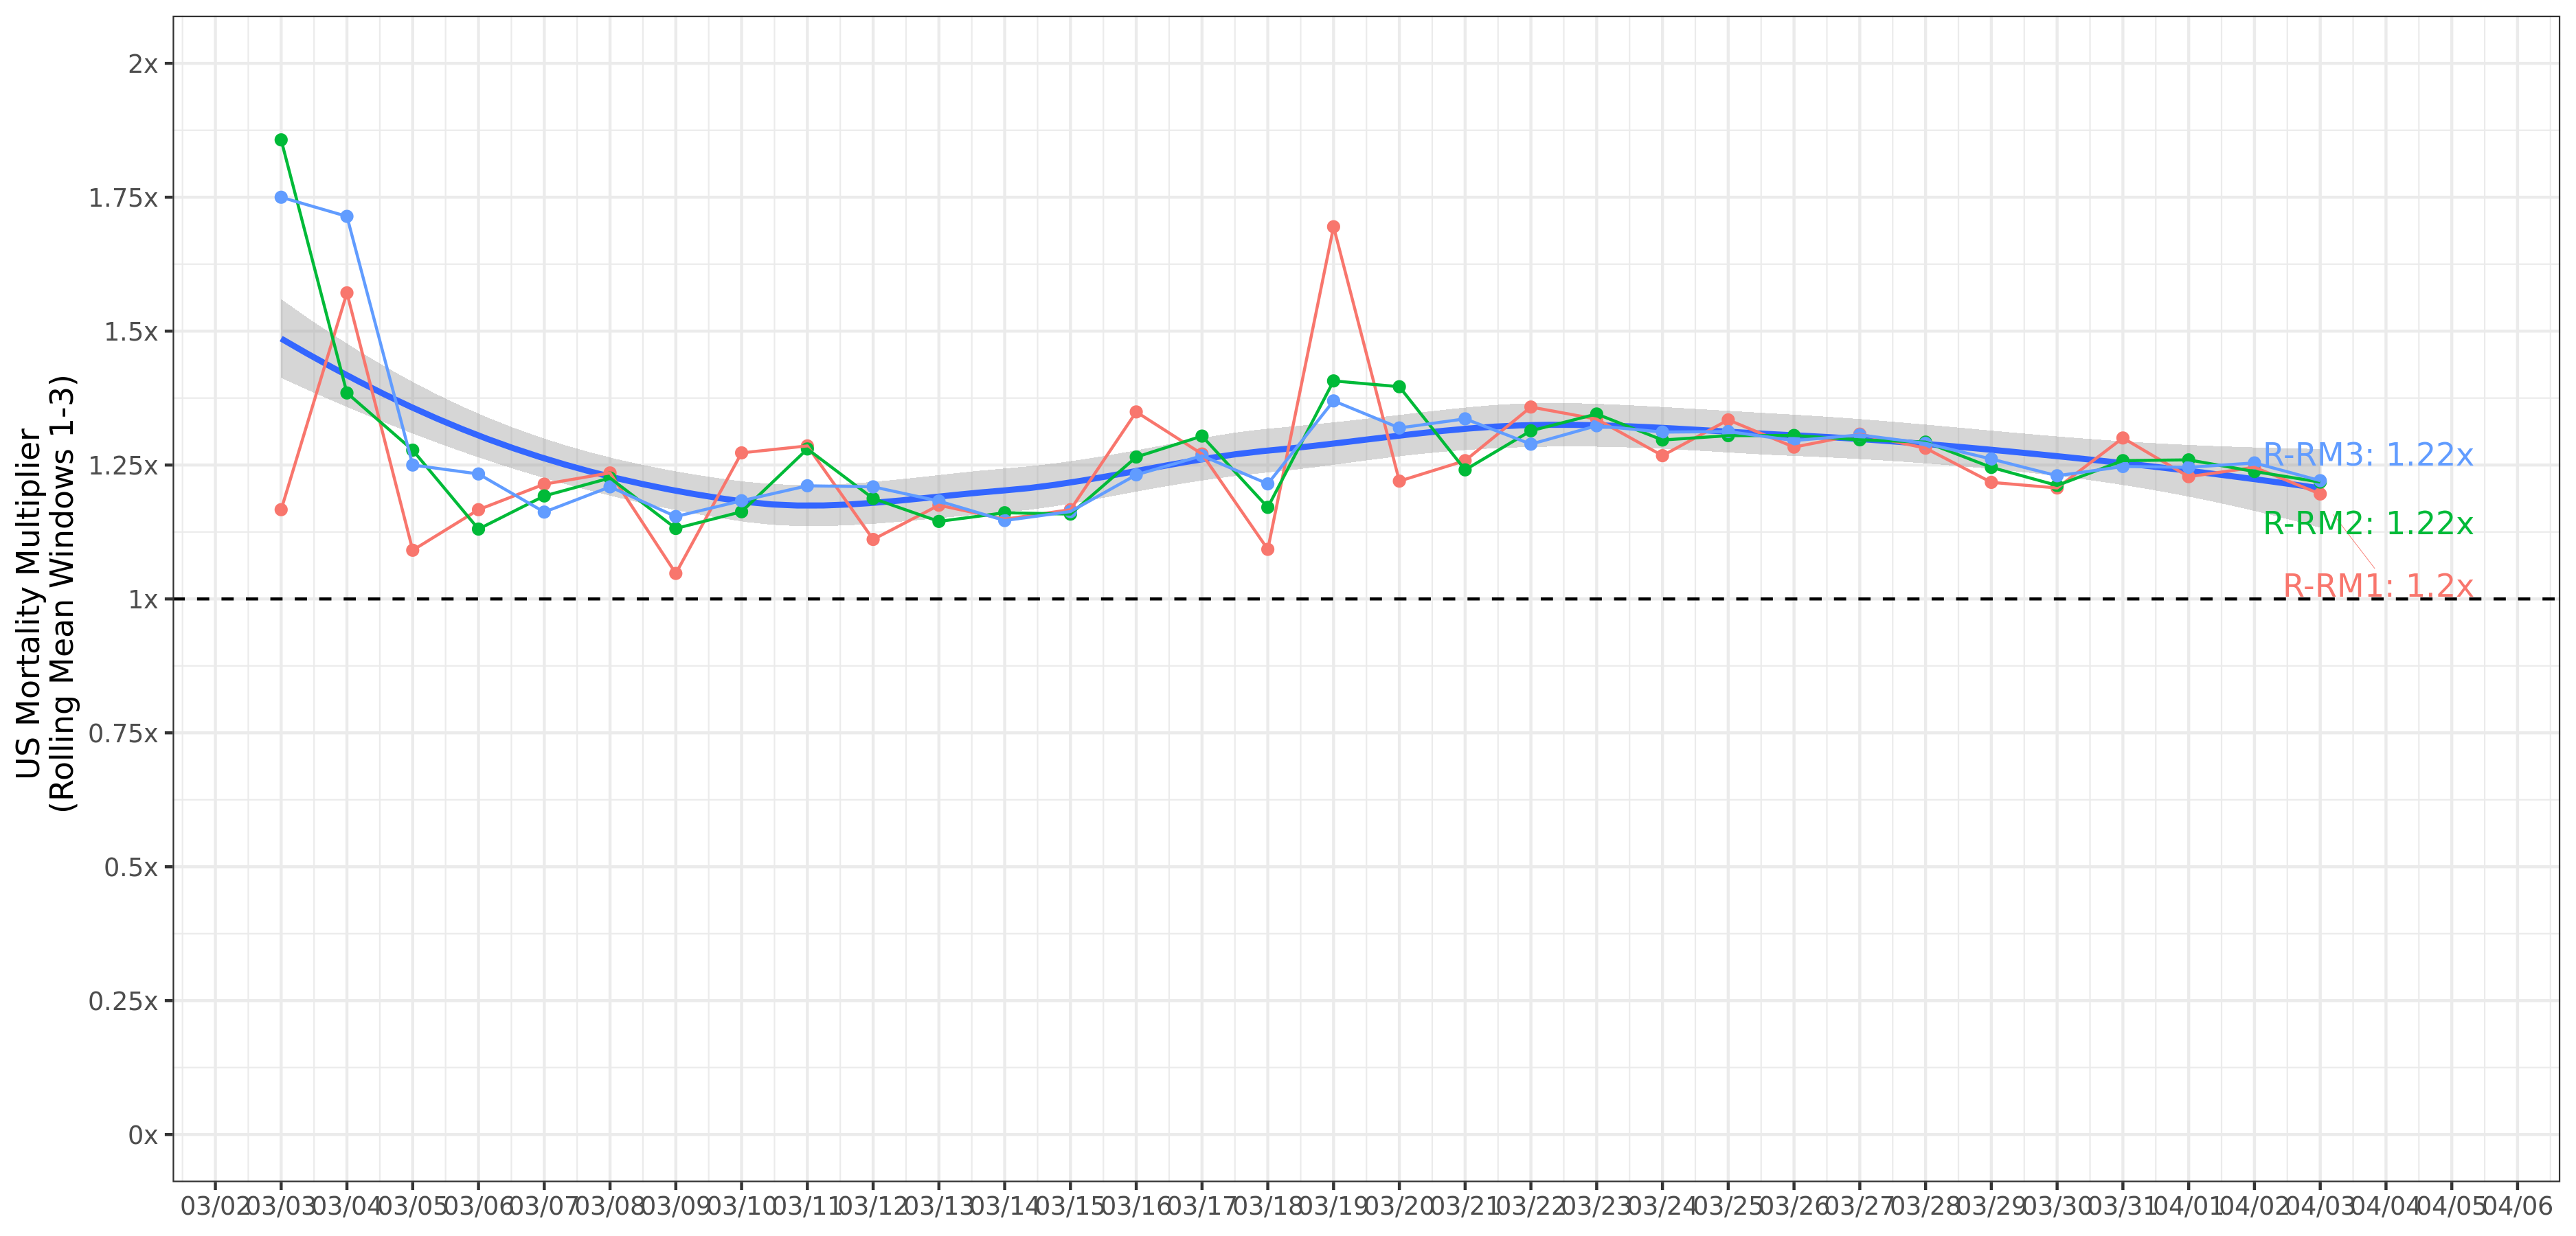 US Mortality Multiplier
(Rolling Mean Windows 1-3)
2x
1.75x
1.5x
1.25x
1x
0.75x
0.5x
0.25x
0x
R-RM3: 1.22x
R-RM2: 1.22x
R-RM1: 1.2x
03/02 03/03 03/04 03/05 03/06 03/07 03/08 03/09 03/10 03/11 03/12 03/13 03/14 03/15 03/16 03/17 03/18 03/19 03/20 03/21 03/22 03/23 03/24 03/25 03/26 03/27 03/28 03/29 03/30 03/31 04/01 04/02 04/03 04/04 04/05 04/06